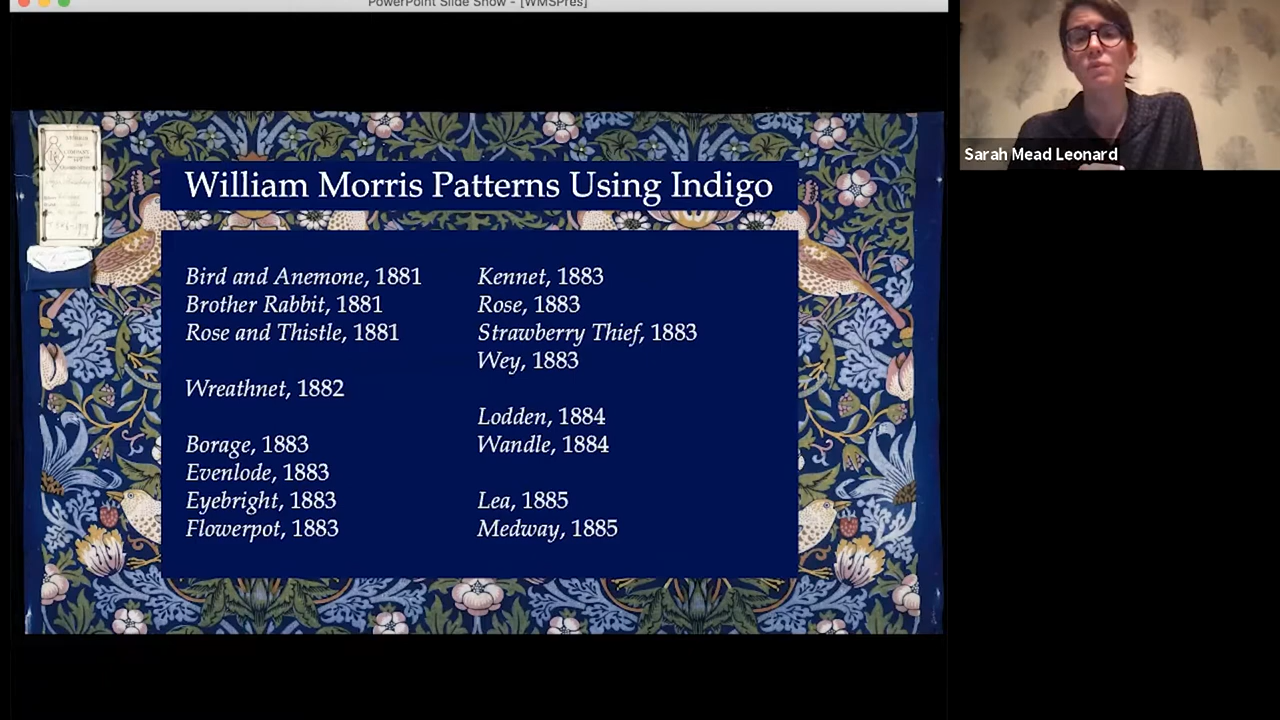 PowerPoint Slide Show - [WMSPres]
Sarah Mead Leonard
William Morris Patterns Using Indigo
Bird and Anemone, 1881
Brother Rabbit, 1881
Rose and Thistle, 1881
Wreathnet, 1882
Borage, 1883
Evenlode, 1883
Eyebright, 1883
Flowerpot, 1883
Kennet, 1883
Rose, 1883
Strawberry Thief, 1883
Wey, 1883
Lodden, 1884
Wandle, 1884
Lea, 1885
Medway, 1885